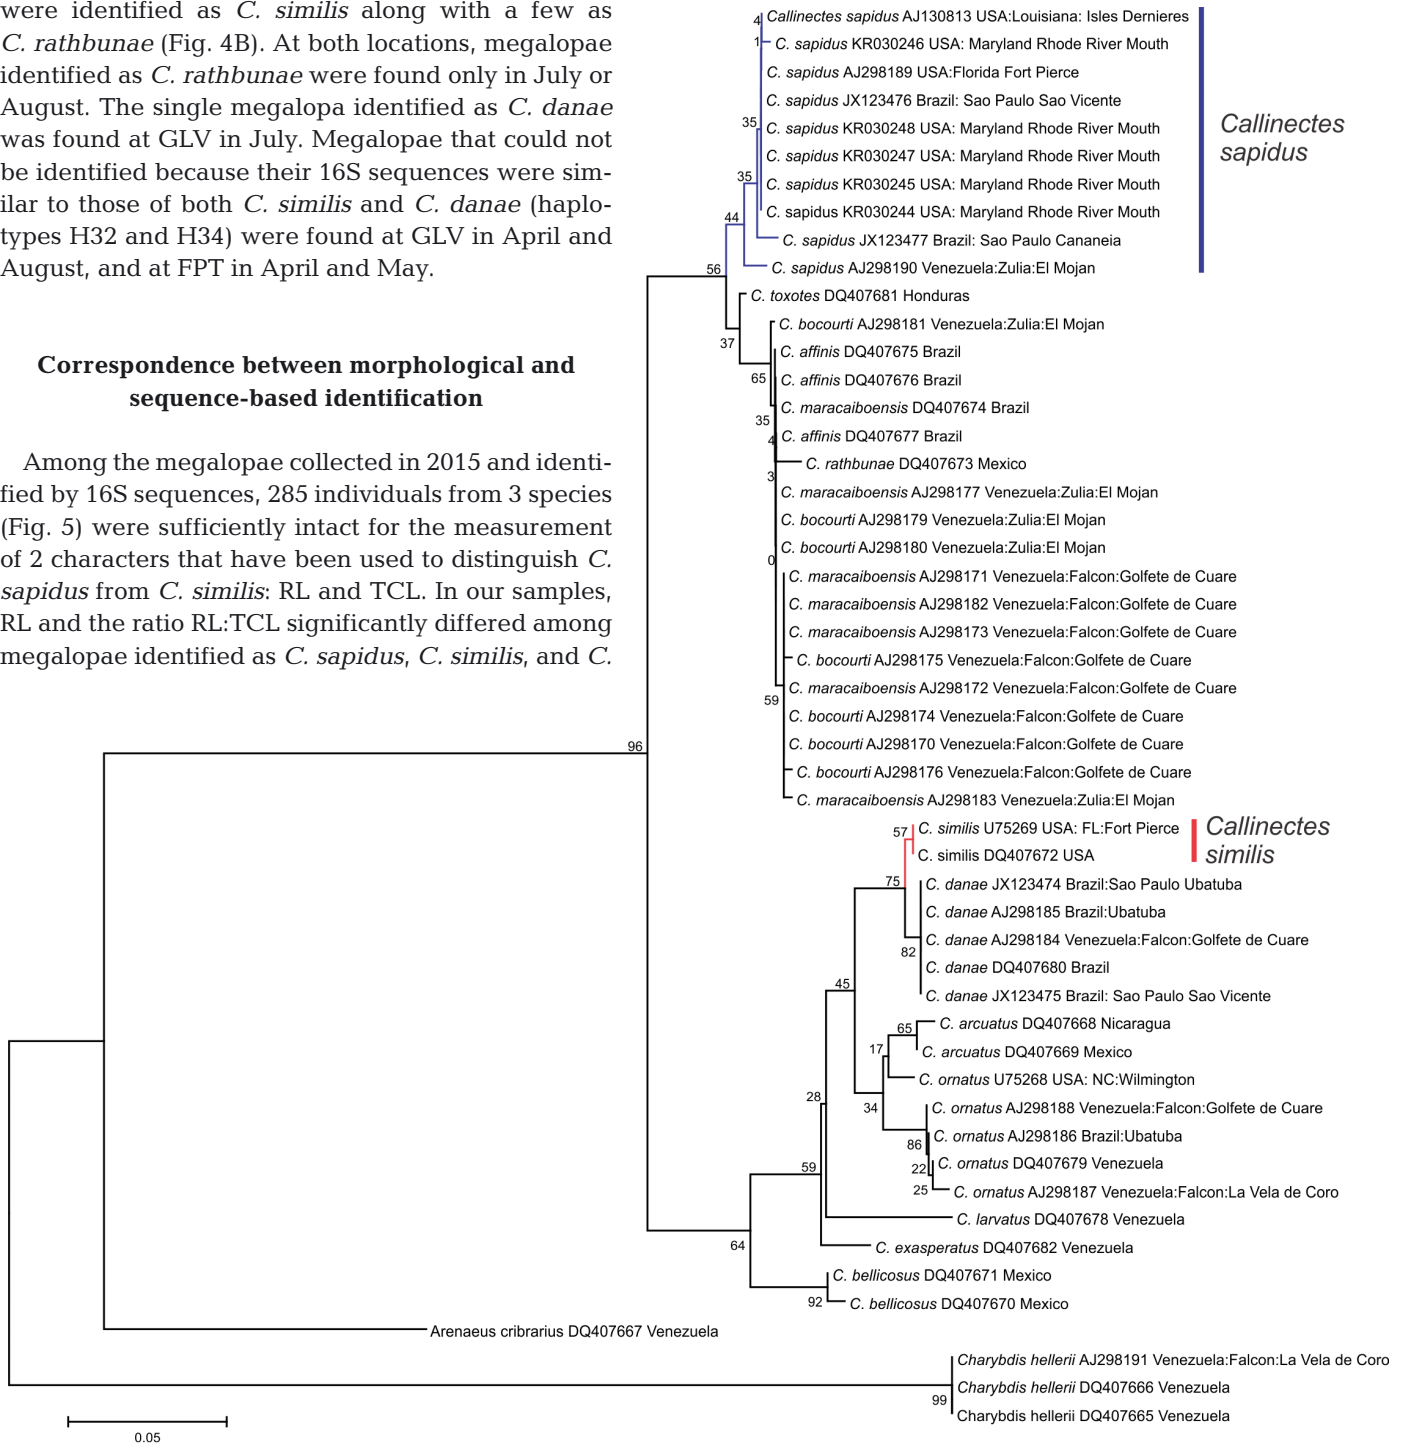 were identified as C. similis along with a few as
C. rathbunae (Fig. 4B). At both locations, megalopae
identified as C. rathbunae were found only in July or
August. The single megalopa identified as C. danae
was found at GLV in July. Megalopae that could not
be identified because their 16S sequences were sim-
ilar to those of both C. similis and C. danae (haplo-
types H32 and H34) were found at GLV in April and
August, and at FPT in April and May.
Correspondence between morphological and
sequence-based identification
Among the megalopae collected in 2015 and identi-
fied by 16S sequences, 285 individuals from 3 species
(Fig. 5) were sufficiently intact for the measurement
of 2 characters that have been used to distinguish C.
sapidus from C. similis: RL and TCL. In our samples,
RL and the ratio RL:TCL significantly differed among
megalopae identified as C. sapidus, C. similis, and C.
4
Callinectes sapidus AJ130813 USA:Louisiana: Isles Dernieres
1
C. sapidus KR030246 USA: Maryland Rhode River Mouth
C. sapidus AJ298189 USA:Florida Fort Pierce
C. sapidus JX123476 Brazil: Sao Paulo Sao Vicente
35
C. sapidus KR030248 USA: Maryland Rhode River Mouth
C. sapidus KR030247 USA: Maryland Rhode River Mouth
35
C. sapidus KR030245 USA: Maryland Rhode River Mouth
C. sapidus KR030244 USA: Maryland Rhode River Mouth
44
C. sapidus JX123477 Brazil: Sao Paulo Cananeia
C. sapidus AJ298190 Venezuela:Zulia:El Mojan
Callinectes
sapidus
56
C. toxotes DQ407681 Honduras
C. bocourti AJ298181 Venezuela:Zulia:El Mojan
37
C. affinis DQ407675 Brazil
65
C. affinis DQ407676 Brazil
C. maracaiboensis DQ407674 Brazil
35
C. affinis DQ407677 Brazil
4
C. rathbunae DQ407673 Mexico
3
C. maracaiboensis AJ298177 Venezuela:Zulia:El Mojan
C. bocourti AJ298179 Venezuela:Zulia:El Mojan
C. bocourti AJ298180 Venezuela:Zulia:El Mojan
0
C. maracaiboensis AJ298171 Venezuela:Falcon:Golfete de Cuare
C. maracaiboensis AJ298182 Venezuela:Falcon:Golfete de Cuare
C. maracaiboensis AJ298173 Venezuela:Falcon:Golfete de Cuare
C. bocourti AJ298175 Venezuela:Falcon:Golfete de Cuare
C. maracaiboensis AJ298172 Venezuela:Falcon:Golfete de Cuare
59
C. bocourti AJ298174 Venezuela:Falcon:Golfete de Cuare
C. bocourti AJ298170 Venezuela:Falcon:Golfete de Cuare
96
C. bocourti AJ298176 Venezuela:Falcon:Golfete de Cuare
C. maracaiboensis AJ298183 Venezuela:Zulia:El Mojan
57
C. similis U75269 USA: FL:Fort Pierce
C. similis DQ407672 USA
Callinectes
similis
75
C. danae JX123474 Brazil:Sao Paulo Ubatuba
C. danae AJ298185 Brazil:Ubatuba
C. danae AJ298184 Venezuela:Falcon:Golfete de Cuare
82
C. danae DQ407680 Brazil
45
C. danae JX123475 Brazil: Sao Paulo Sao Vicente
65
C. arcuatus DQ407668 Nicaragua
17
C. arcuatus DQ407669 Mexico
C. ornatus U75268 USA: NC:Wilmington
28
34
C. ornatus AJ298188 Venezuela:Falcon:Golfete de Cuare
C. ornatus AJ298186 Brazil:Ubatuba
86
C. ornatus DQ407679 Venezuela
59
22
25
C. ornatus AJ298187 Venezuela:Falcon:La Vela de Coro
C. larvatus DQ407678 Venezuela
64
C. exasperatus DQ407682 Venezuela
C. bellicosus DQ407671 Mexico
92
C. bellicosus DQ407670 Mexico
Arenaeus cribrarius DQ407667 Venezuela
Charybdis hellerii AJ298191 Venezuela:Falcon:La Vela de Coro
Charybdis hellerii DQ407666 Venezuela
99
Charybdis hellerii DQ407665 Venezuela
0.05